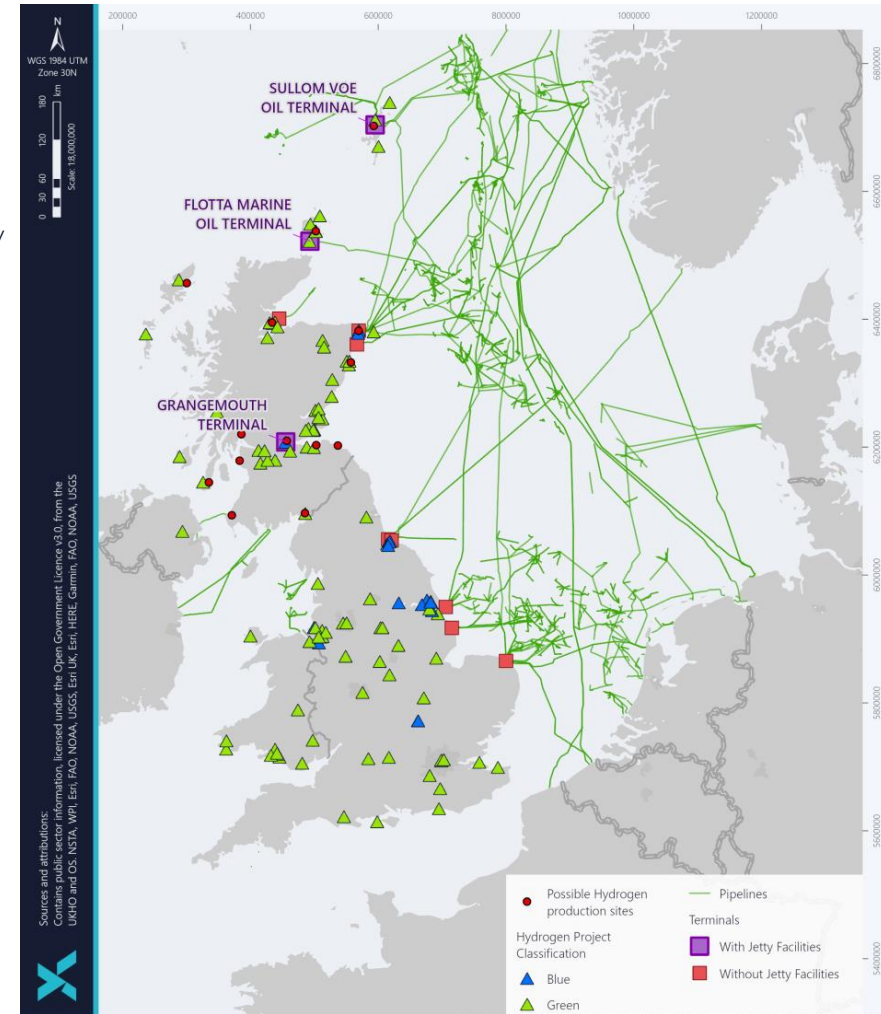 200000
400000
600000
800000
1000000
1200000
N
WGS 1984 UTM
Zone 30N
0 30 60 120 180
km
Scale: 1:8,000,000
SULLOM VOE
OIL TERMINAL
FLOTTA MARINE
OIL TERMINAL
GRANGEMOUTH
TERMINAL
6800000
6600000
6400000
6200000
6000000
5800000
5600000
5400000
Sources and attributions:
Contains public sector information, licensed under the Open Government Licence v3.0, from the
UKHO and OS. NSTA, WPI, Esri, FAO, NOAA, USGS, Esri UK, Esri, HERE, Garmin, FAO, NOAA, USGS
Possible Hydrogen
production sites
Hydrogen Project
Classification
Blue
Green
Pipelines
Terminals
With Jetty Facilities
Without Jetty Facilities